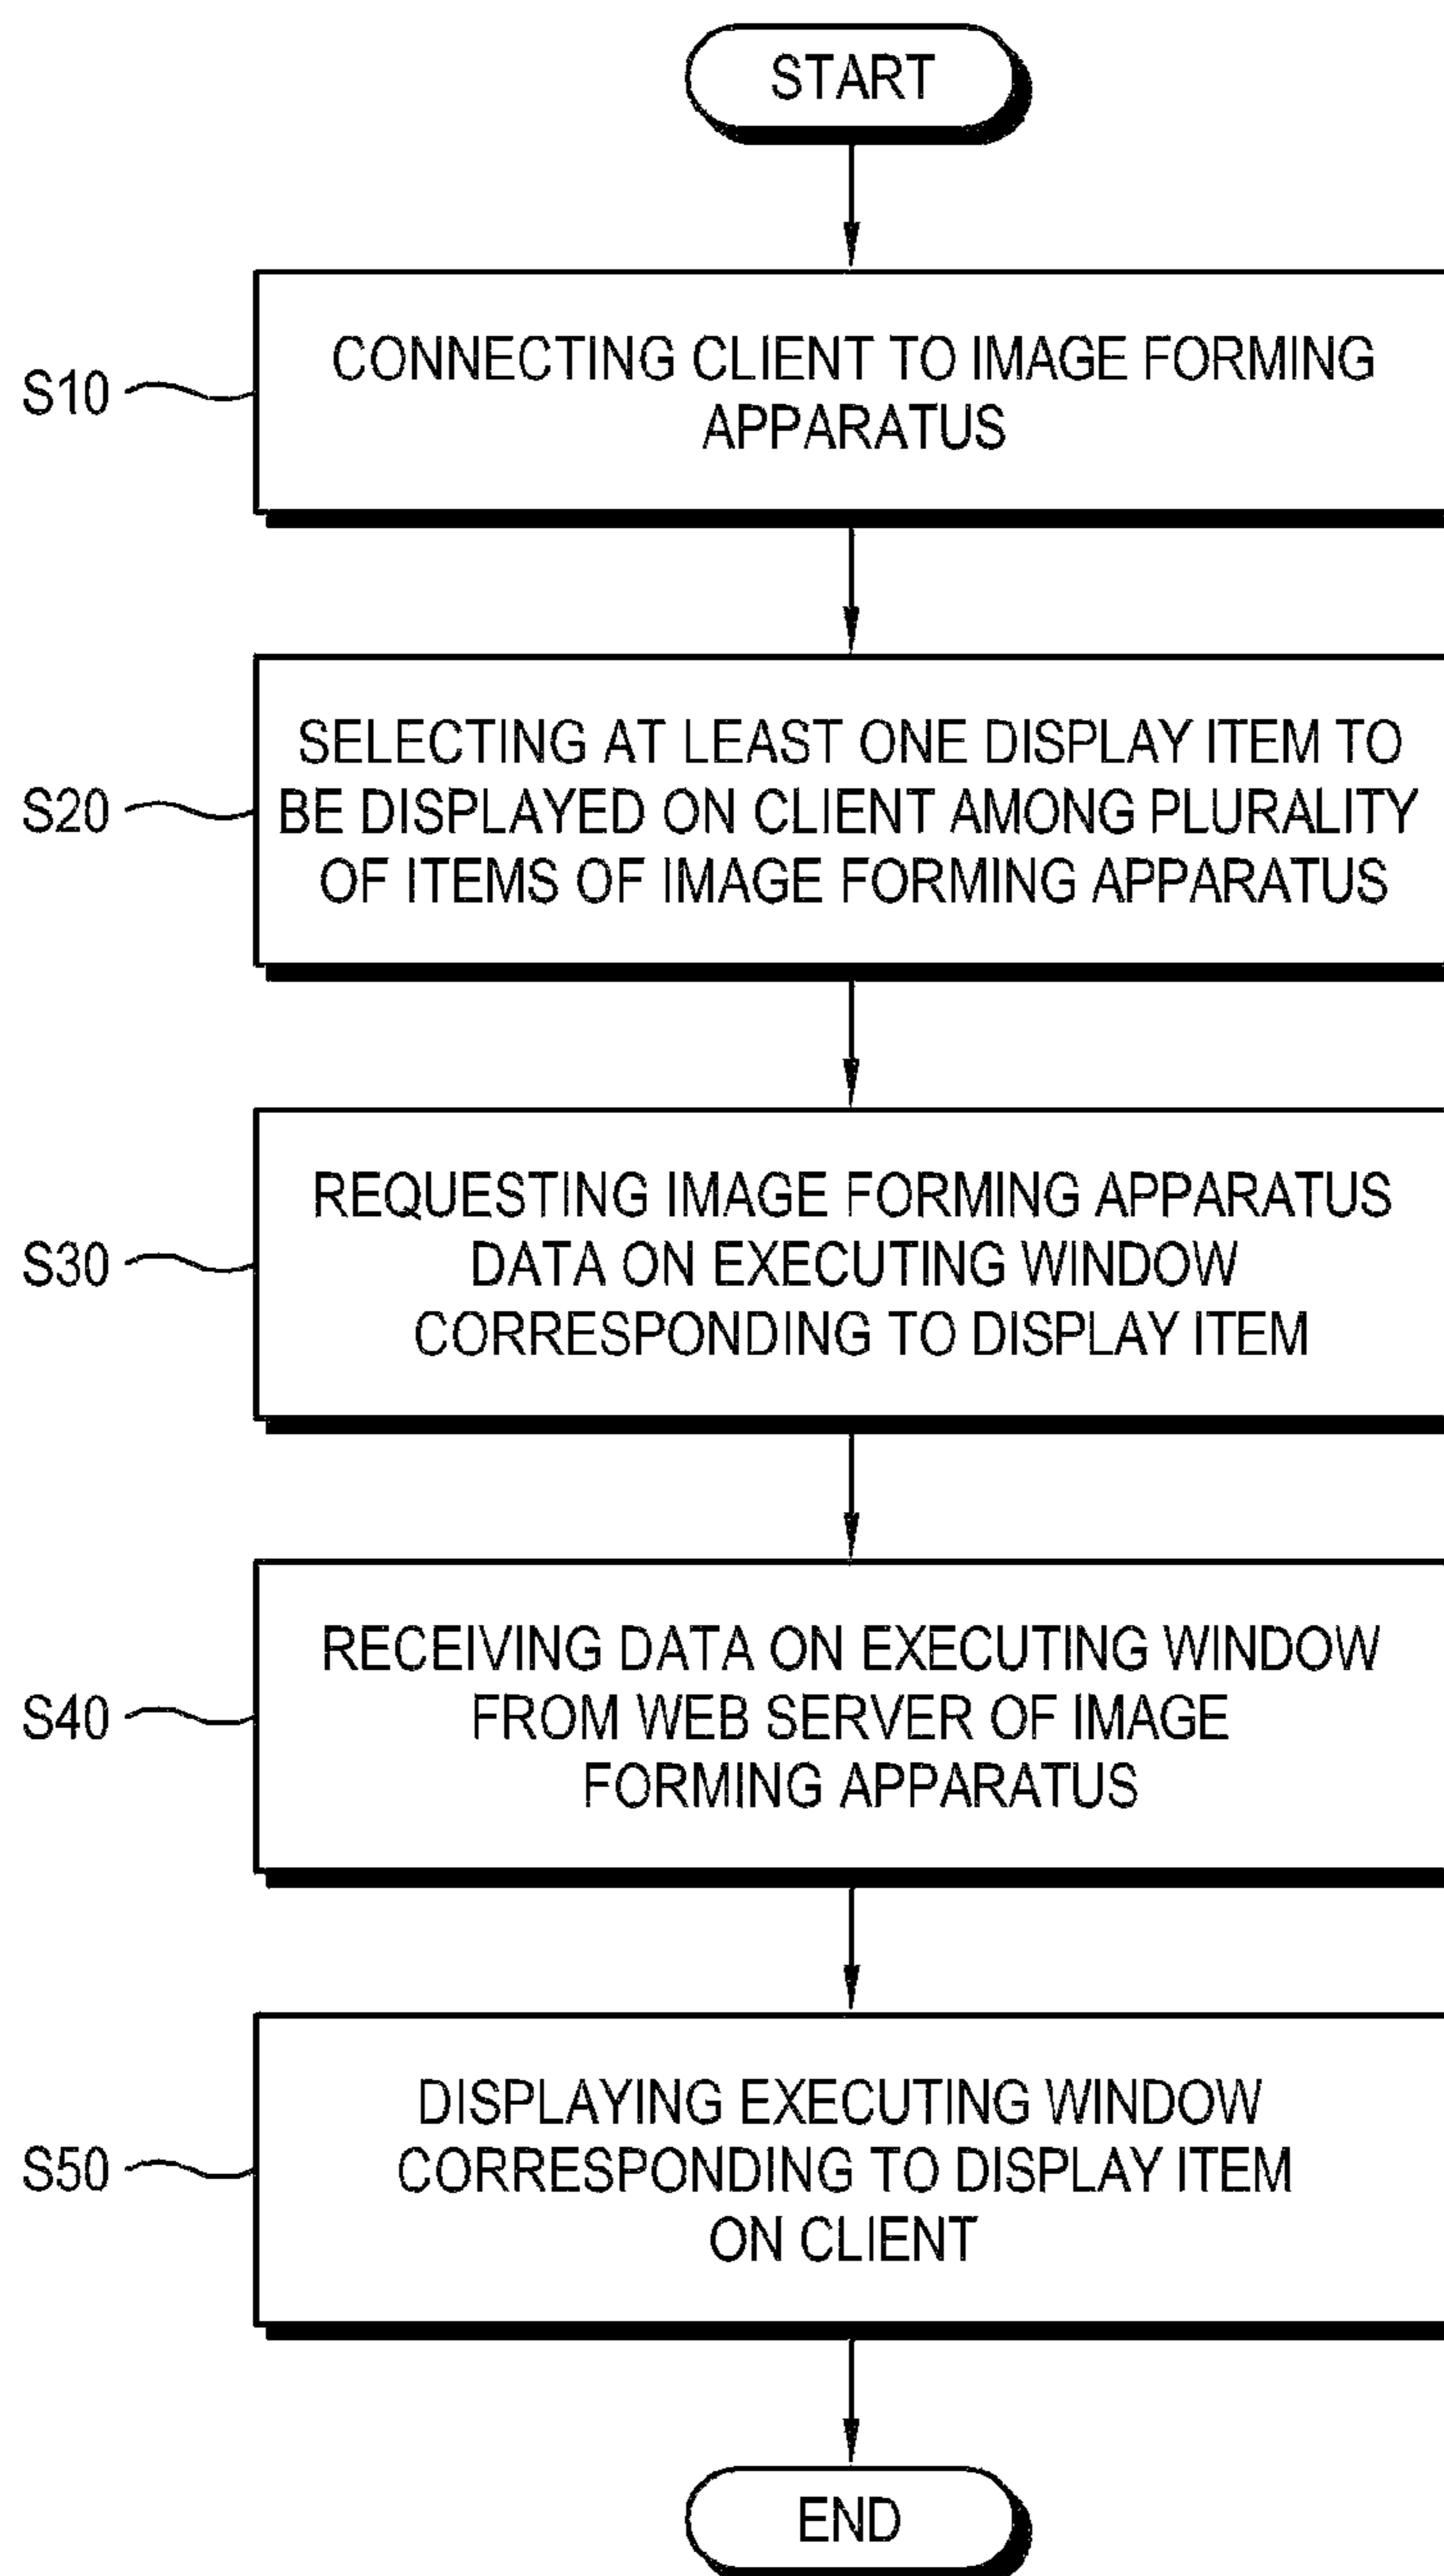 START
S10
CONNECTING CLIENT TO IMAGE FORMING
APPARATUS
S20
SELECTING AT LEAST ONE DISPLAY ITEM TO
BE DISPLAYED ON CLIENT AMONG PLURALITY
OF ITEMS OF IMAGE FORMING APPARATUS
S30
REQUESTING IMAGE FORMING APPARATUS
DATA ON EXECUTING WINDOW
CORRESPONDING TO DISPLAY ITEM
S40
RECEIVING DATA ON EXECUTING WINDOW
FROM WEB SERVER OF IMAGE
FORMING APPARATUS
S50
DISPLAYING EXECUTING WINDOW
CORRESPONDING TO DISPLAY ITEM
ON CLIENT
END